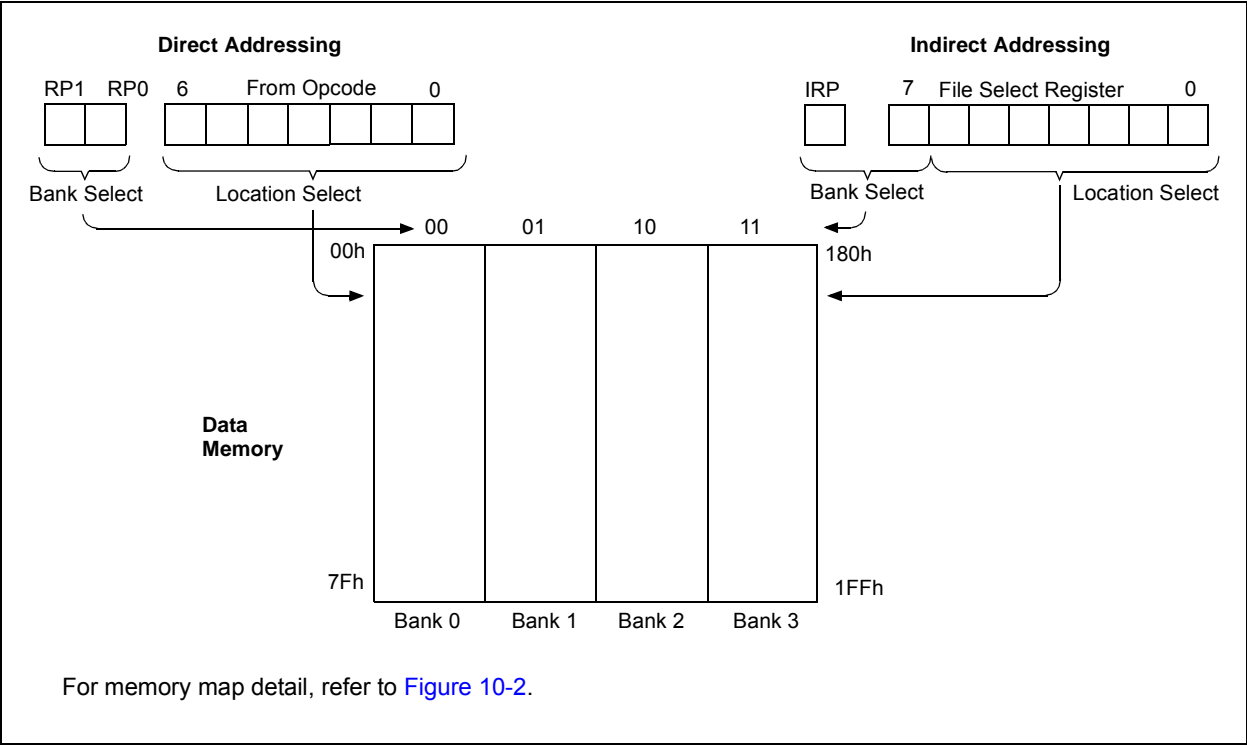 Direct Addressing
Indirect Addressing
RP1 RP0 6 From Opcode 0
IRP 7 File Select Register 0
Bank Select Location Select
Bank Select Location Select
00 01 10 11
00h
180h
Data
Memory
7Fh
1FFh
Bank 0 Bank 1 Bank 2 Bank 3
For memory map detail, refer to Figure 10-2.